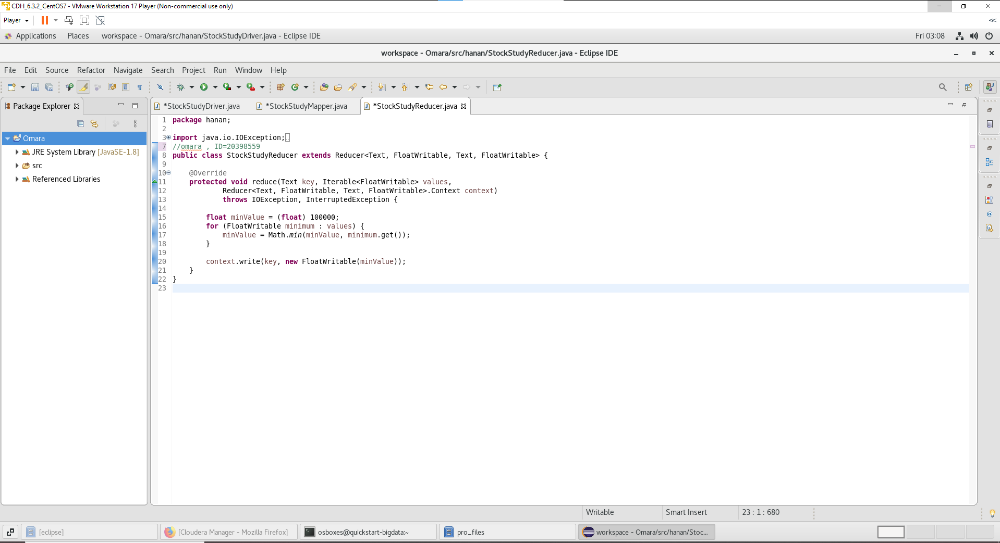 CDH_6.3.2_CentOS7 - VMware Workstation 17 Player (Non-commercial use only)
Player
Applications Places workspace - Omara/src/hanan/StockStudyDriver.java - Eclipse IDE Fri 03:08
workspace - Omara/src/hanan/StockStudyReducer.java - Eclipse IDE
File Edit Source Refactor Navigate Search Project Run Window Help
Package Explorer
Omara
JRE System Library [JavaSE-1.8]
src
Referenced Libraries
*StockStudyDriver.java *StockStudyMapper.java *StockStudyReducer.java
1 package hanan;
2
3 import java.io.IOException;
7 //omara , ID=20398559
8 public class StockStudyReducer extends Reducer<Text, FloatWritable, Text, FloatWritable> {
9
10 @Override
11 protected void reduce(Text key, Iterable<FloatWritable> values,
12 Reducer<Text, FloatWritable, Text, FloatWritable>.Context context)
13 throws IOException, InterruptedException {
14
15 float minValue = (float) 100000;
16 for (FloatWritable minimum : values) {
17 minValue = Math.min(minValue, minimum.get());
18 }
19
20 context.write(key, new FloatWritable(minValue));
21 }
22 }
23
Writable Smart Insert 23 : 1 : 680
[eclipse] [Cloudera Manager - Mozilla Firefox] osboxes@quickstart-bigdata:~ pro_files workspace - Omara/src/hanan/Stoc...